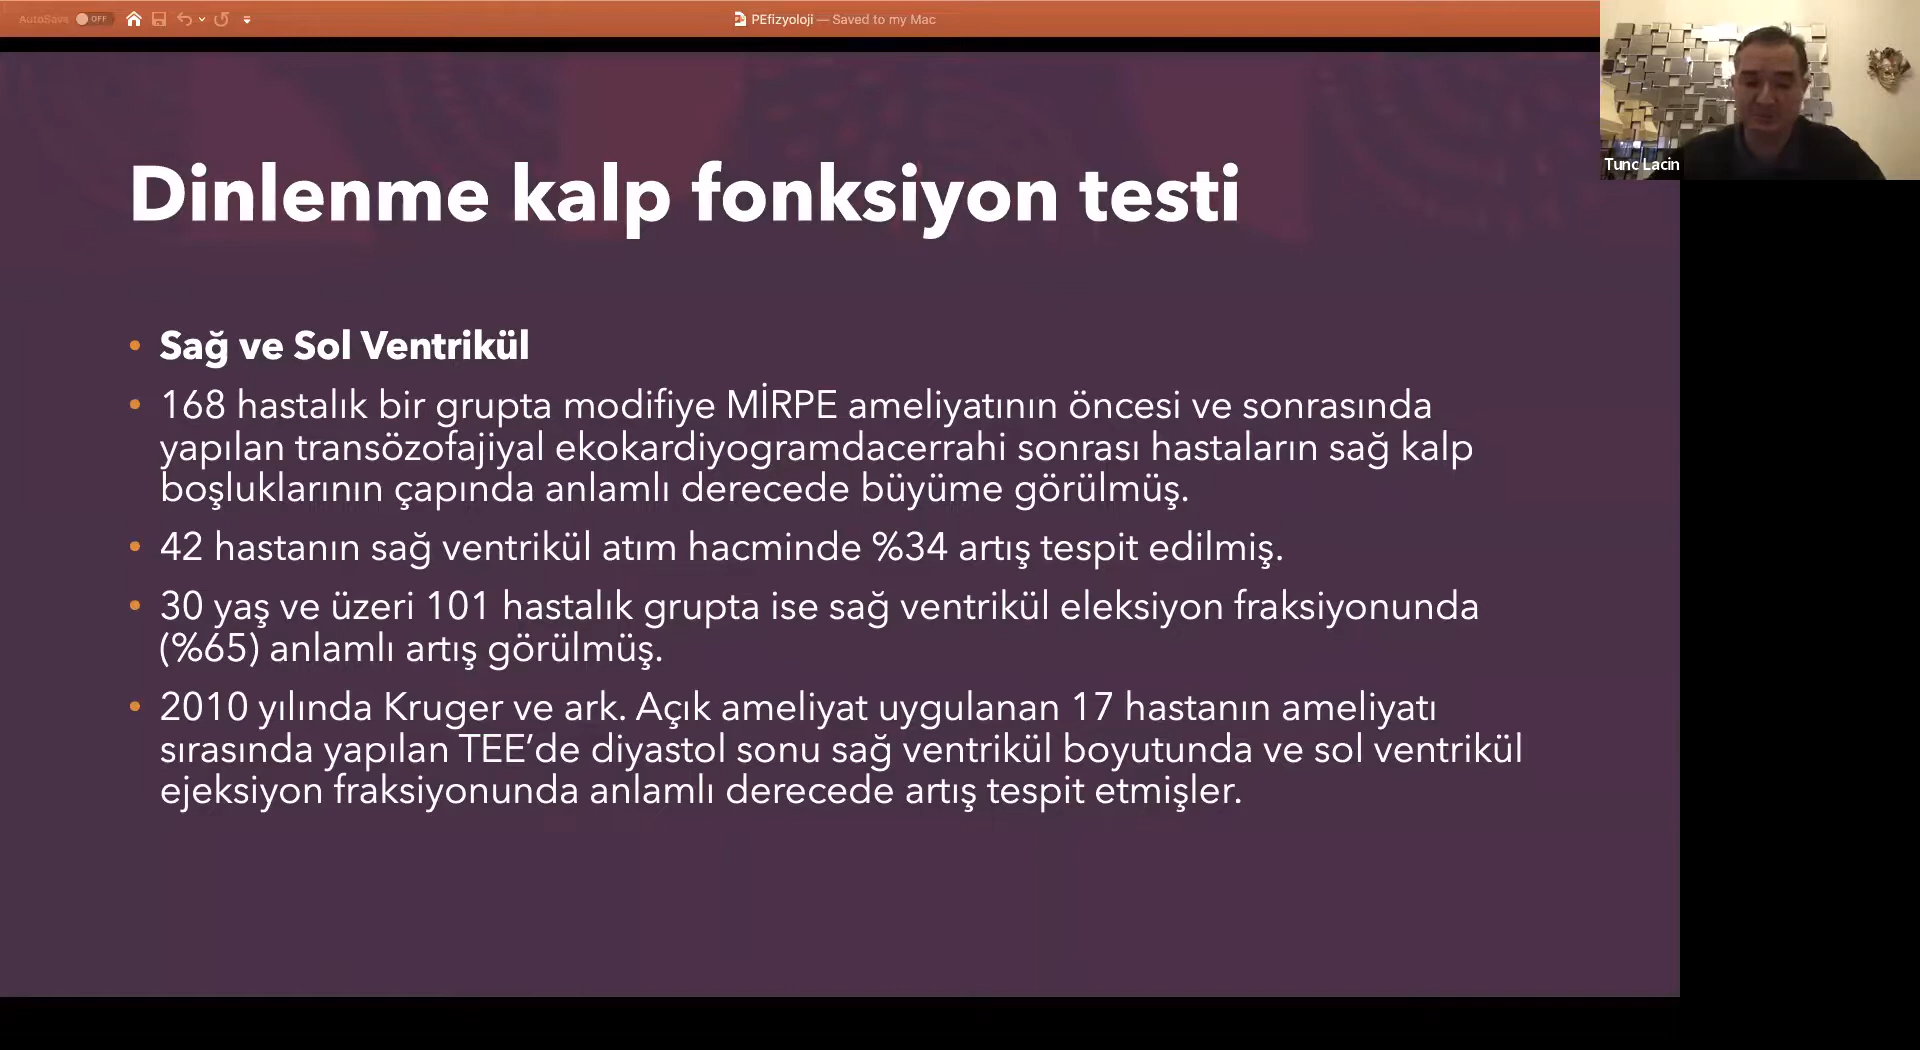 AutoSave OFF
PEfizyoloji — Saved to my Mac
Tunc Lacin
Dinlenme kalp fonksiyon testi
• Sağ ve Sol Ventrikül
• 168 hastalık bir grupta modifiye MİRPE ameliyatının öncesi ve sonrasında
yapılan transözofajiyal ekokardiyogramdacerrahi sonrası hastaların sağ kalp
boşluklarının çapında anlamlı derecede büyüme görülmüş.
• 42 hastanın sağ ventrikül atım hacminde %34 artış tespit edilmiş.
• 30 yaş ve üzeri 101 hastalık grupta ise sağ ventrikül eleksiyon fraksiyonunda
(%65) anlamlı artış görülmüş.
• 2010 yılında Kruger ve ark. Açık ameliyat uygulanan 17 hastanın ameliyatı
sırasında yapılan TEE’de diyastol sonu sağ ventrikül boyutunda ve sol ventrikül
ejeksiyon fraksiyonunda anlamlı derecede artış tespit etmişler.